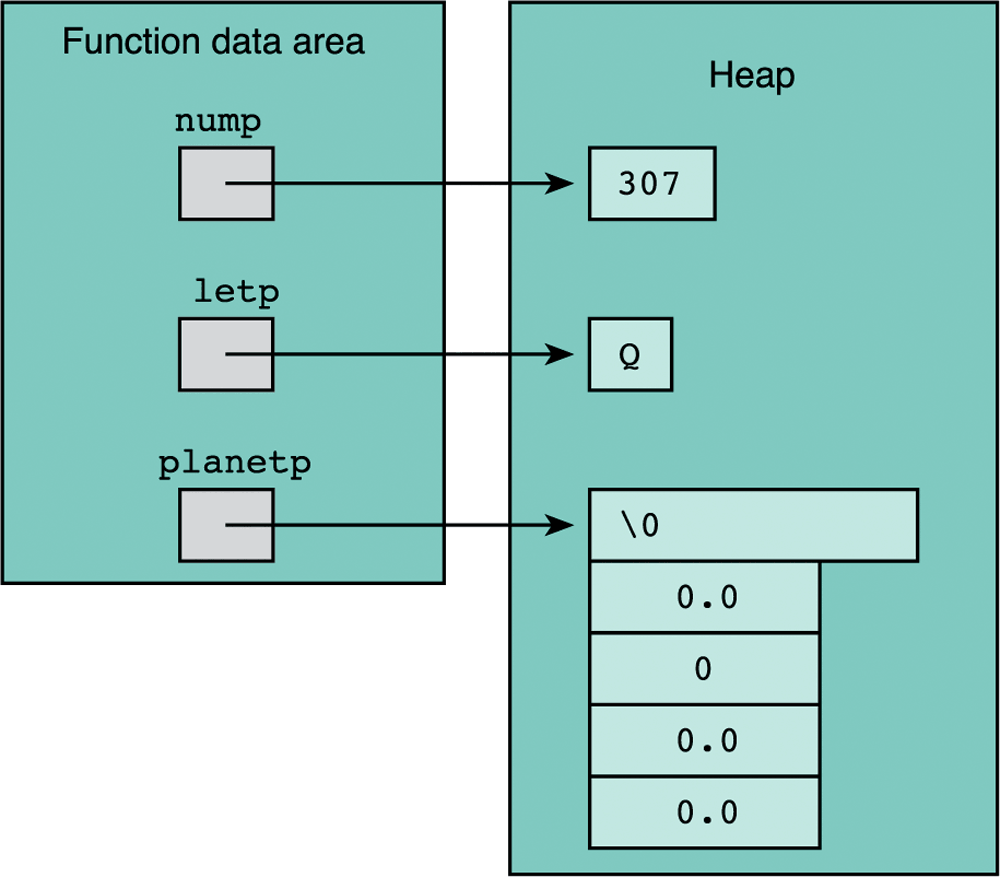 Function data area
Heap
nump
307
letp
Q
planetp
\0
0.0
0
0.0
0.0